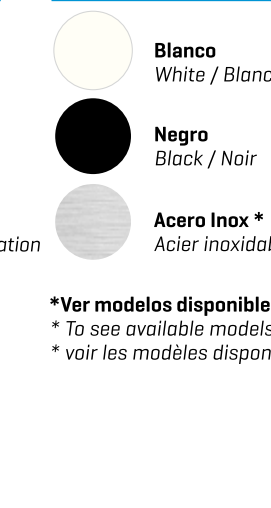 Blanco
White / Blanc
Negro
Black / Noir
Acero Inox *
ation
Acier inoxidab
*Ver modelos disponible
* To see available models
* voir les modèles dispon